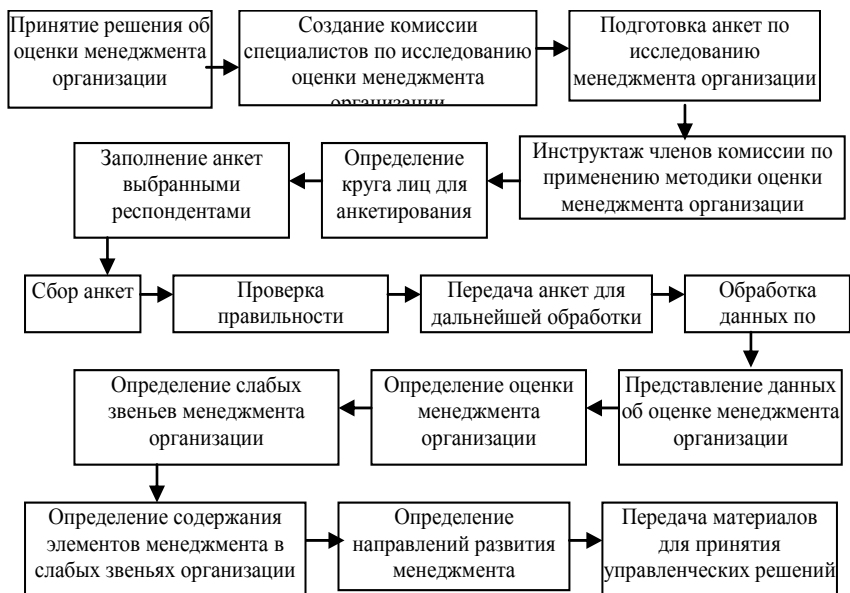 Принятие решения об
оценки менеджмента
организации
Создание комиссии
специалистов по исследованию
оценки менеджмента
организации
Подготовка анкет по
исследованию
менеджмента организации
Инструктаж членов комиссии по
применению методики оценки
менеджмента организации
Определение
круга лиц для
анкетирования
Заполнение анкет
выбранными
респондентами
Сбор анкет
Проверка
правильности
Передача анкет для
дальнейшей обработки
Обработка
данных по
Представление данных
об оценке менеджмента
организации
Определение оценки
менеджмента
организации
Определение слабых
звеньев менеджмента
организации
Определение содержания
элементов менеджмента в
слабых звеньях организации
Определение
направлений развития
менеджмента
Передача материалов
для принятия
управленческих решений